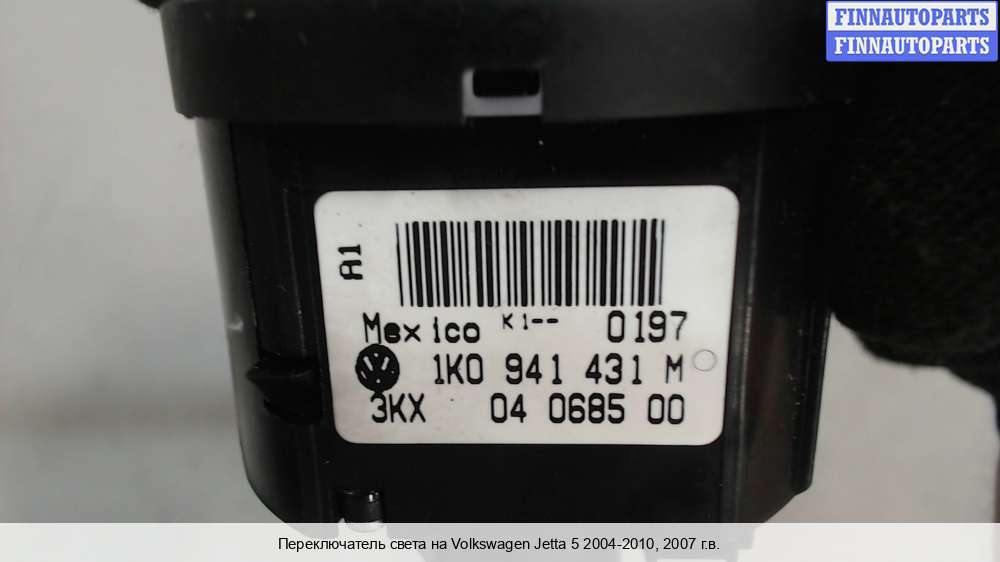 FINNAUTOPARTS
FINNAUTOPARTS
A1
Mexico K1-- 0197
1K0 941 431 M
3KX 04 0685 00
Переключатель света на Volkswagen Jetta 5 2004-2010, 2007 г.в.